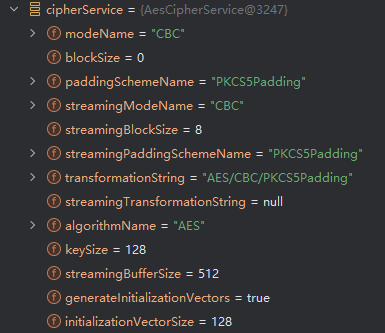 cipherService = {AesCipherService@3247}
modeName = "CBC"
blockSize = 0
paddingSchemeName = "PKCS5Padding"
streamingModeName = "CBC"
streamingBlockSize = 8
streamingPaddingSchemeName = "PKCS5Padding"
transformationString = "AES/CBC/PKCS5Padding"
streamingTransformationString = null
algorithmName = "AES"
keySize = 128
streamingBufferSize = 512
generateInitializationVectors = true
initializationVectorSize = 128